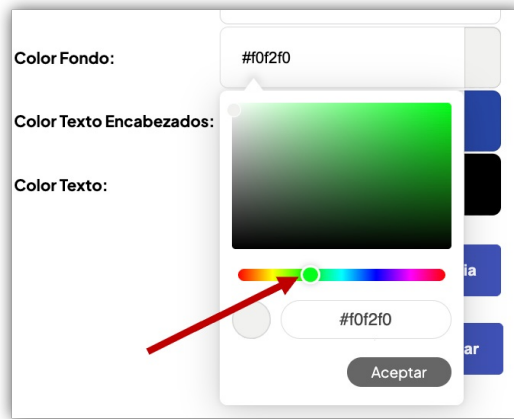 Color Fondo:
#f0f2f0
Color Texto Encabezados:
Color Texto:
#f0f2f0
Aceptar